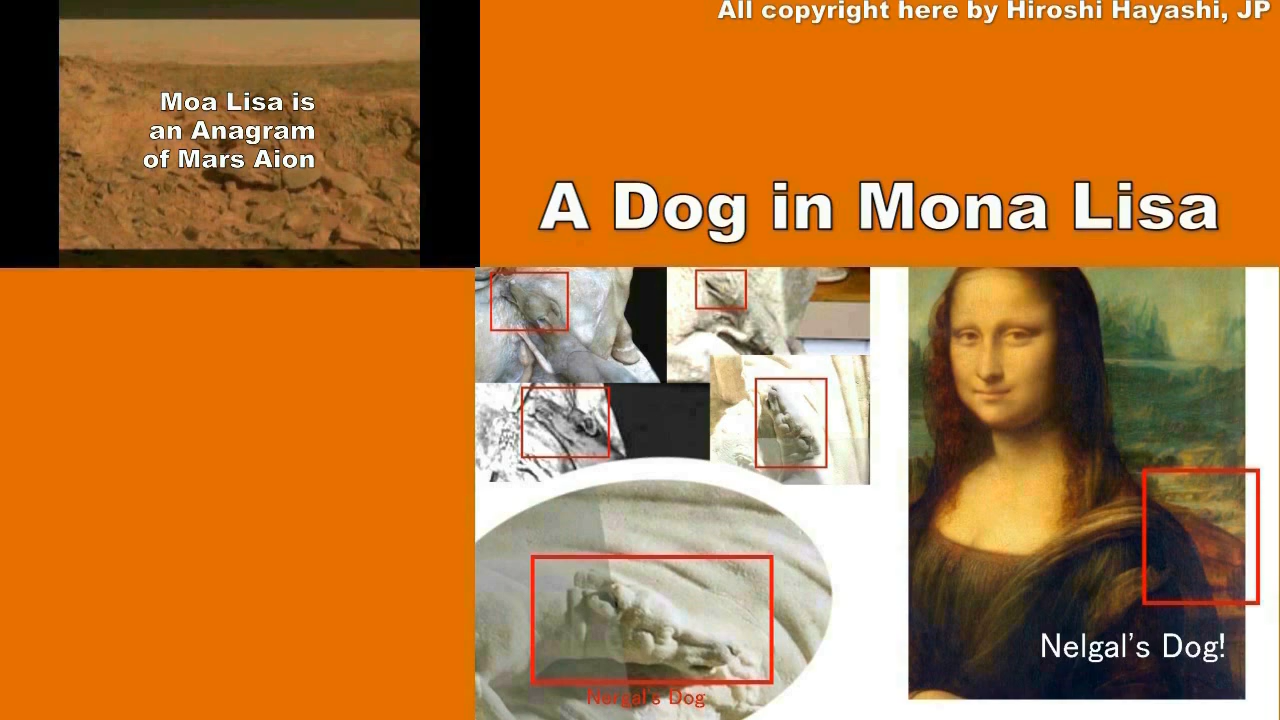 All copyright here by Hiroshi Hayashi, JP
Moa Lisa is
an Anagram
of Mars Aion
A Dog in Mona Lisa
Nelgal's Dog!
Nergal's Dog